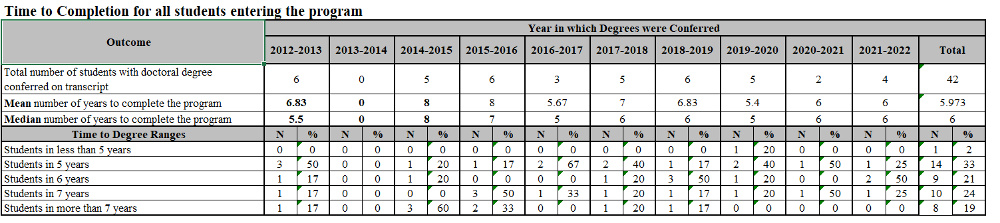 Time to Completion for all students entering the program
Outcome
Year in which Degrees were Conferred
2012-2013 2013-2014 2014-2015 2015-2016 2016-2017 2017-2018 2018-2019 2019-2020 2020-2021 2021-2022 Total
Total number of students with doctoral degree
conferred on transcript
6 0 5 6 3 5 6 5 2 4 42
Mean number of years to complete the program 6.83 0 8 8 5.67 7 6.83 5.4 6 6 5.973
Median number of years to complete the program 5.5 0 8 7 5 6 6 5 6 6 6
Time to Degree Ranges N % N % N % N % N % N % N % N % N % N % N %
Students in less than 5 years 0 0 0 0 0 0 0 0 0 0 0 0 0 0 1 20 0 0 0 0 1 2
Students in 5 years 3 50 0 0 1 20 1 17 2 67 2 40 1 17 2 40 1 50 1 25 14 33
Students in 6 years 1 17 0 0 1 20 0 0 0 0 1 20 3 50 1 20 0 0 2 50 9 21
Students in 7 years 1 17 0 0 0 0 3 50 1 33 1 20 1 17 1 20 1 50 1 25 10 24
Students in more than 7 years 1 17 0 0 3 60 2 33 0 0 1 20 1 17 0 0 0 0 0 0 8 19